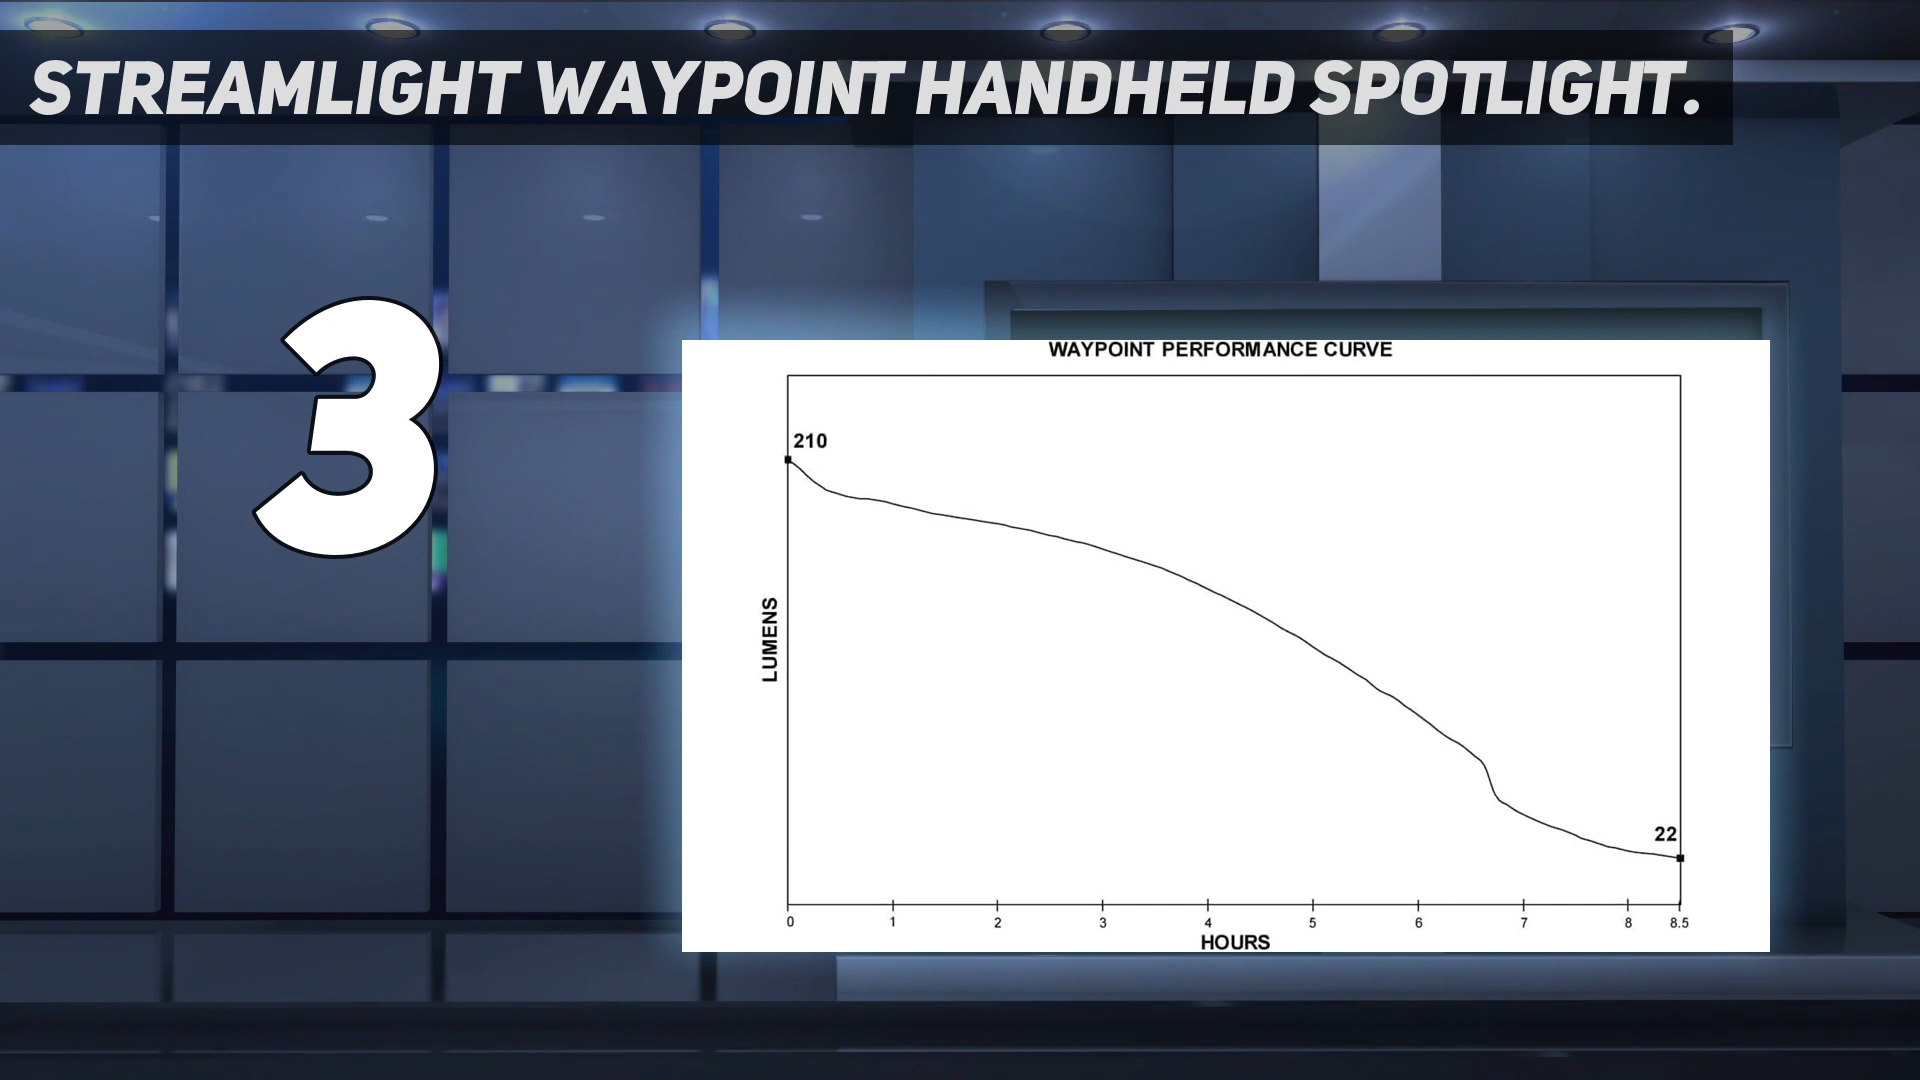 STREAMLIGHT WAYPOINT HANDHELD SPOTLIGHT.
3
WAYPOINT PERFORMANCE CURVE
210
LUMENS
22
0 1 2 3 4 5 6 7 8 8.5
HOURS